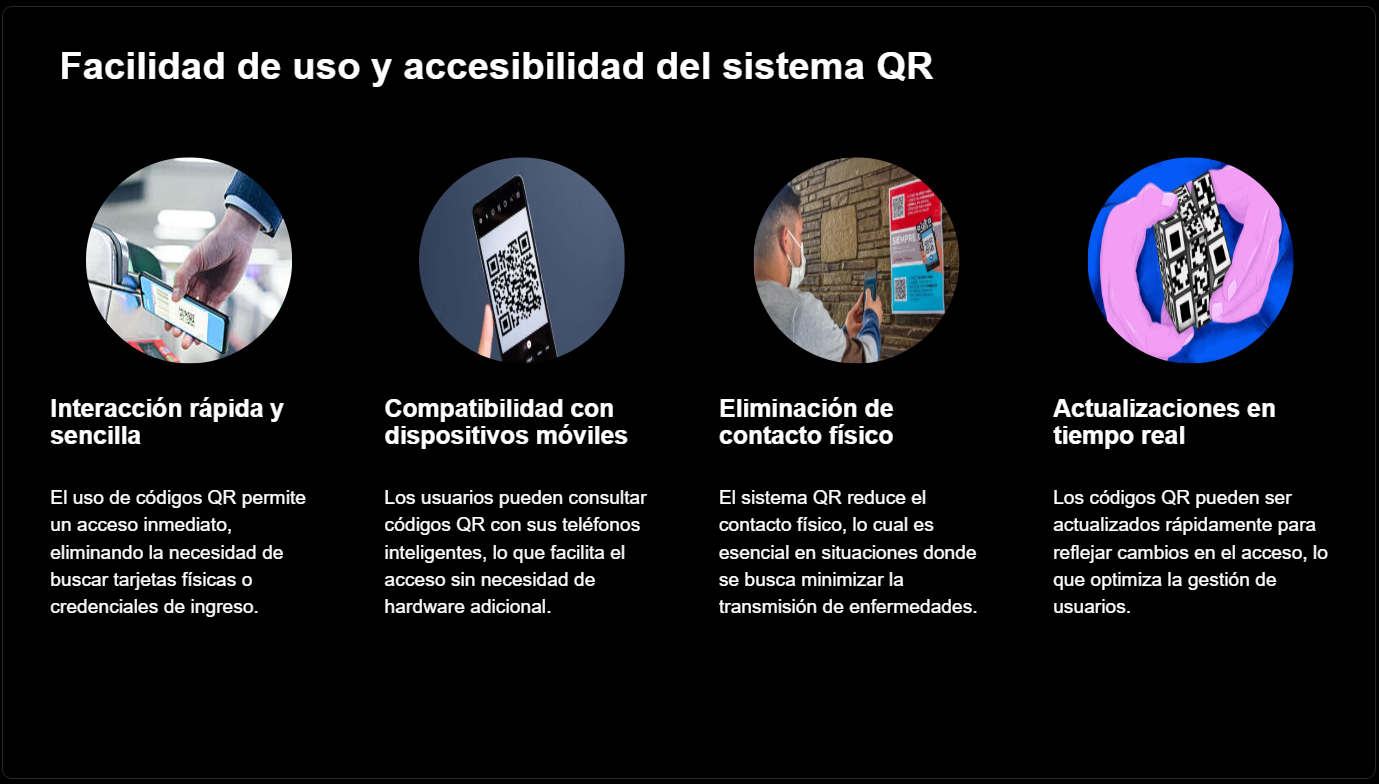 Facilidad de uso y accesibilidad del sistema QR
Interacción rápida y
sencilla
El uso de códigos QR permite
un acceso inmediato,
eliminando la necesidad de
buscar tarjetas físicas o
credenciales de ingreso.
Compatibilidad con
dispositivos móviles
Los usuarios pueden consultar
códigos QR con sus teléfonos
inteligentes, lo que facilita el
acceso sin necesidad de
hardware adicional.
SIEMPRE
Eliminación de
contacto físico
El sistema QR reduce el
contacto físico, lo cual es
esencial en situaciones donde
se busca minimizar la
transmisión de enfermedades.
Actualizaciones en
tiempo real
Los códigos QR pueden ser
actualizados rápidamente para
reflejar cambios en el acceso, lo
que optimiza la gestión de
usuarios.